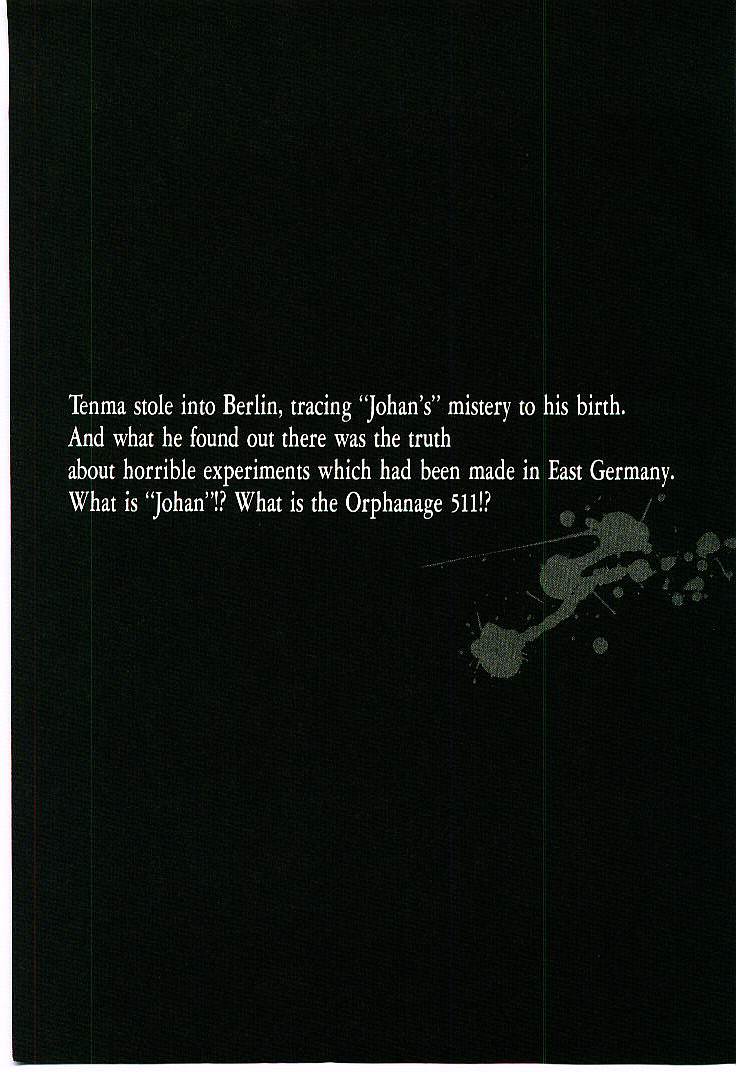 Tenma stole into Berlin, tracing “Johan’s” mistery to his birth.
And what he found out there was the truth
about horrible experiments which had been made in East Germany.
What is “Johan”!? What is the Orphanage 511!?